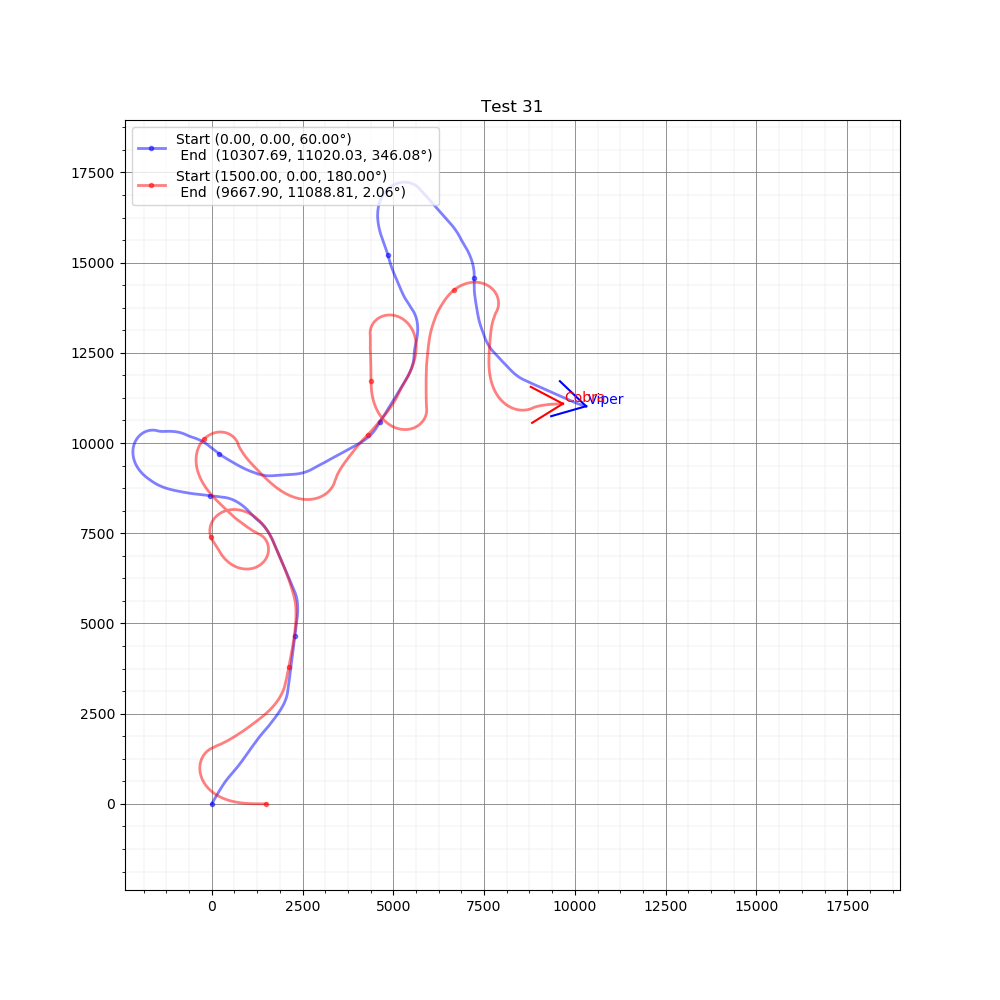 Test 31
Start (0.00, 0.00, 60.00°)
End (10307.69, 11020.03, 346.08°)
Start (1500.00, 0.00, 180.00°)
End (9667.90, 11088.81, 2.06°)
17500
15000
12500
10000
7500
5000
2500
0
Cobra
Viper
0 2500 5000 7500 10000 12500 15000 17500